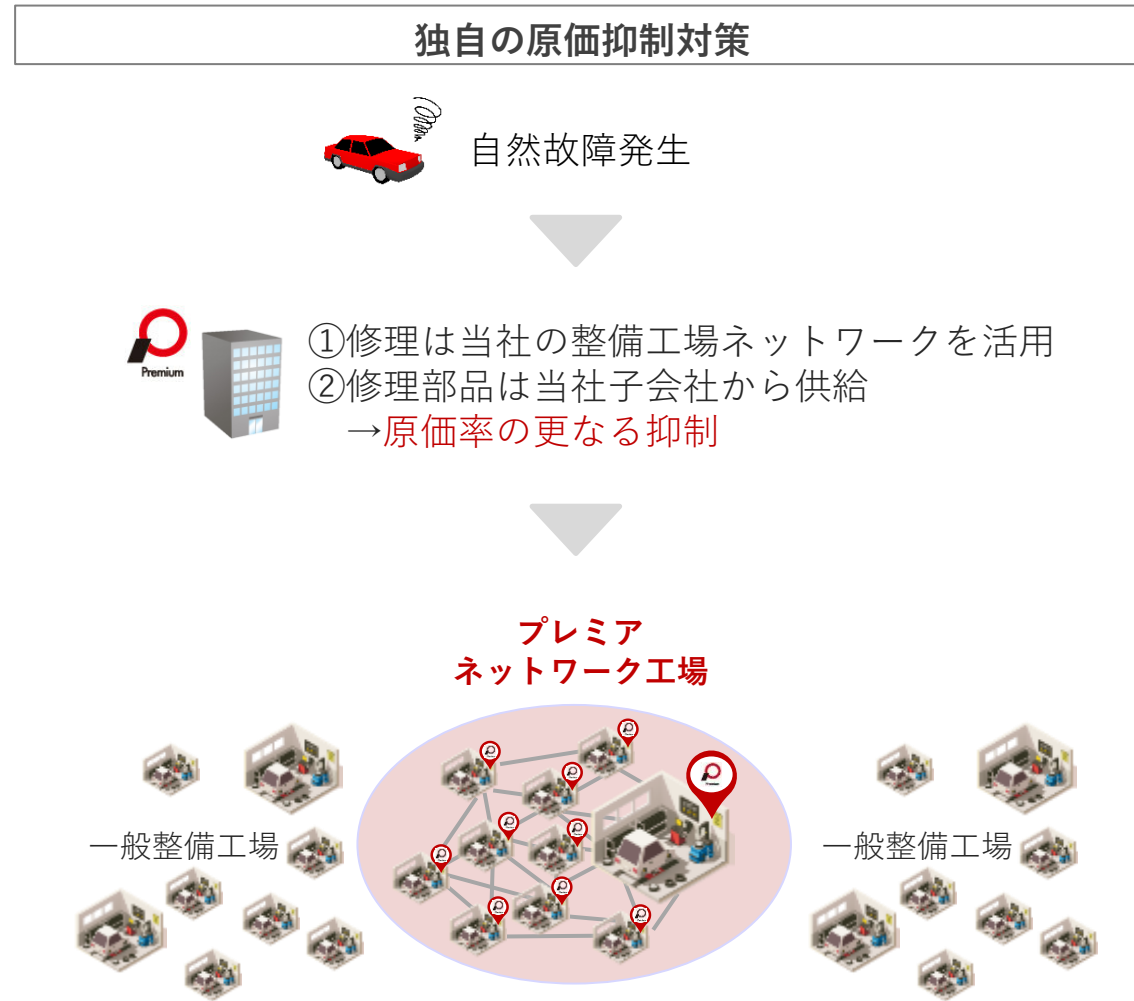 独自の原価抑制対策
自然故障発生
Premium
①修理は当社の整備工場ネットワークを活用
②修理部品は当社子会社から供給
→原価率の更なる抑制
プレミア
ネットワーク工場
Premium
一般整備工場
一般整備工場